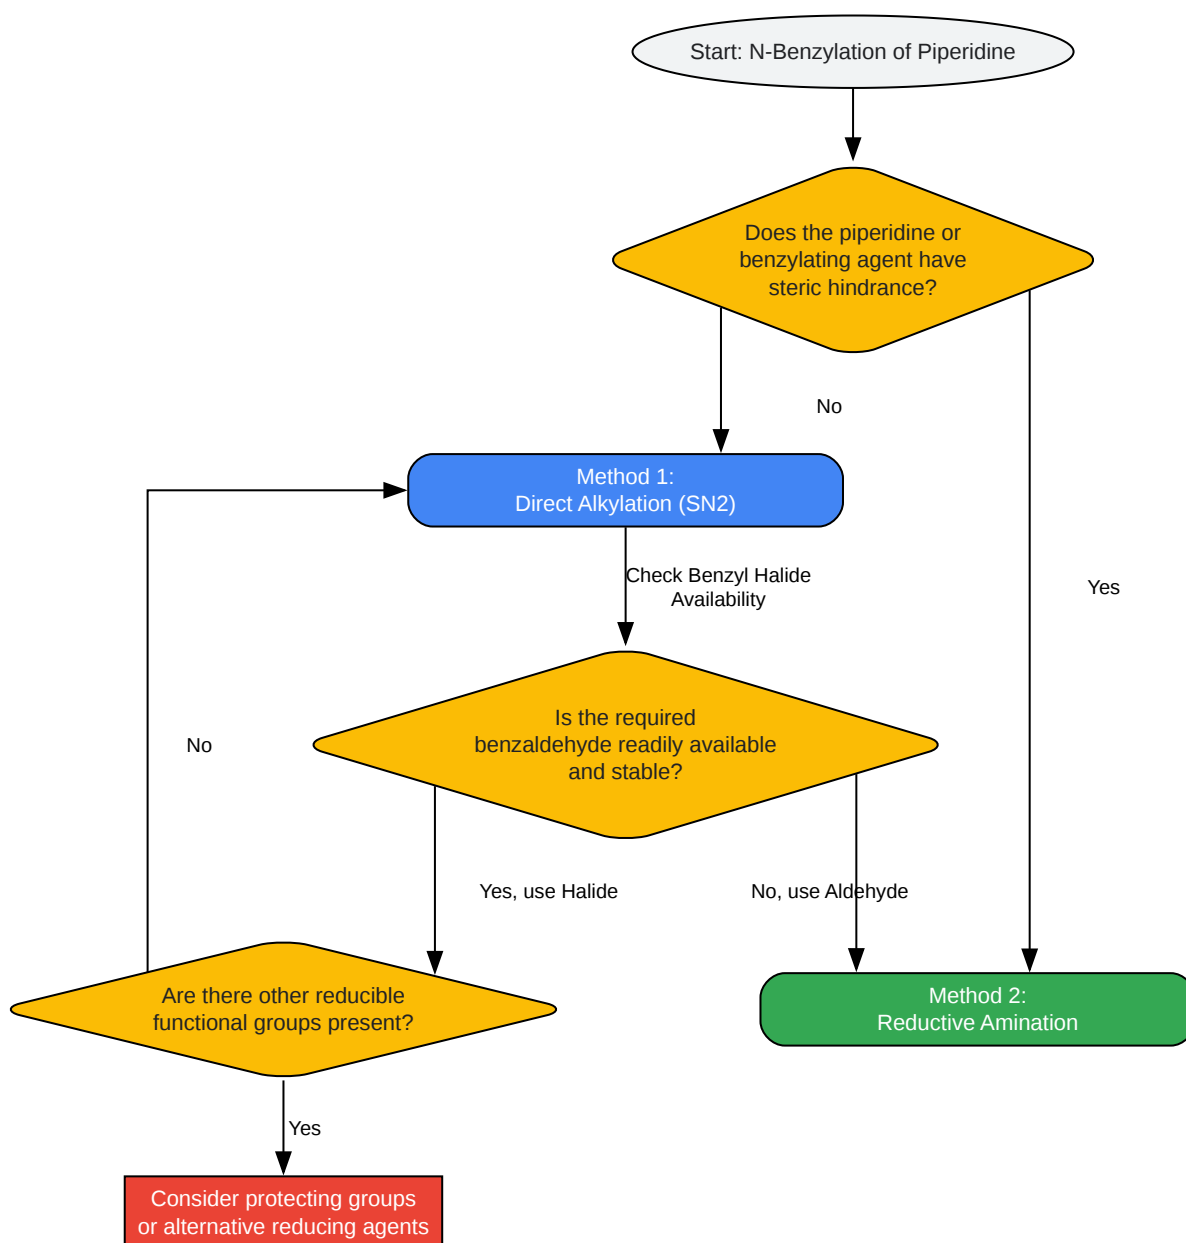 Start: N-Benzylation of Piperidine
Does the piperidine or
benzylating agent have
steric hindrance?
No
Yes
Method 1:
Direct Alkylation (SN2)
Check Benzyl Halide
Availability
Is the required
benzaldehyde readily available
and stable?
No
Yes, use Halide
No, use Aldehyde
Are there other reducible
functional groups present?
Method 2:
Reductive Amination
Yes
Consider protecting groups
or alternative reducing agents